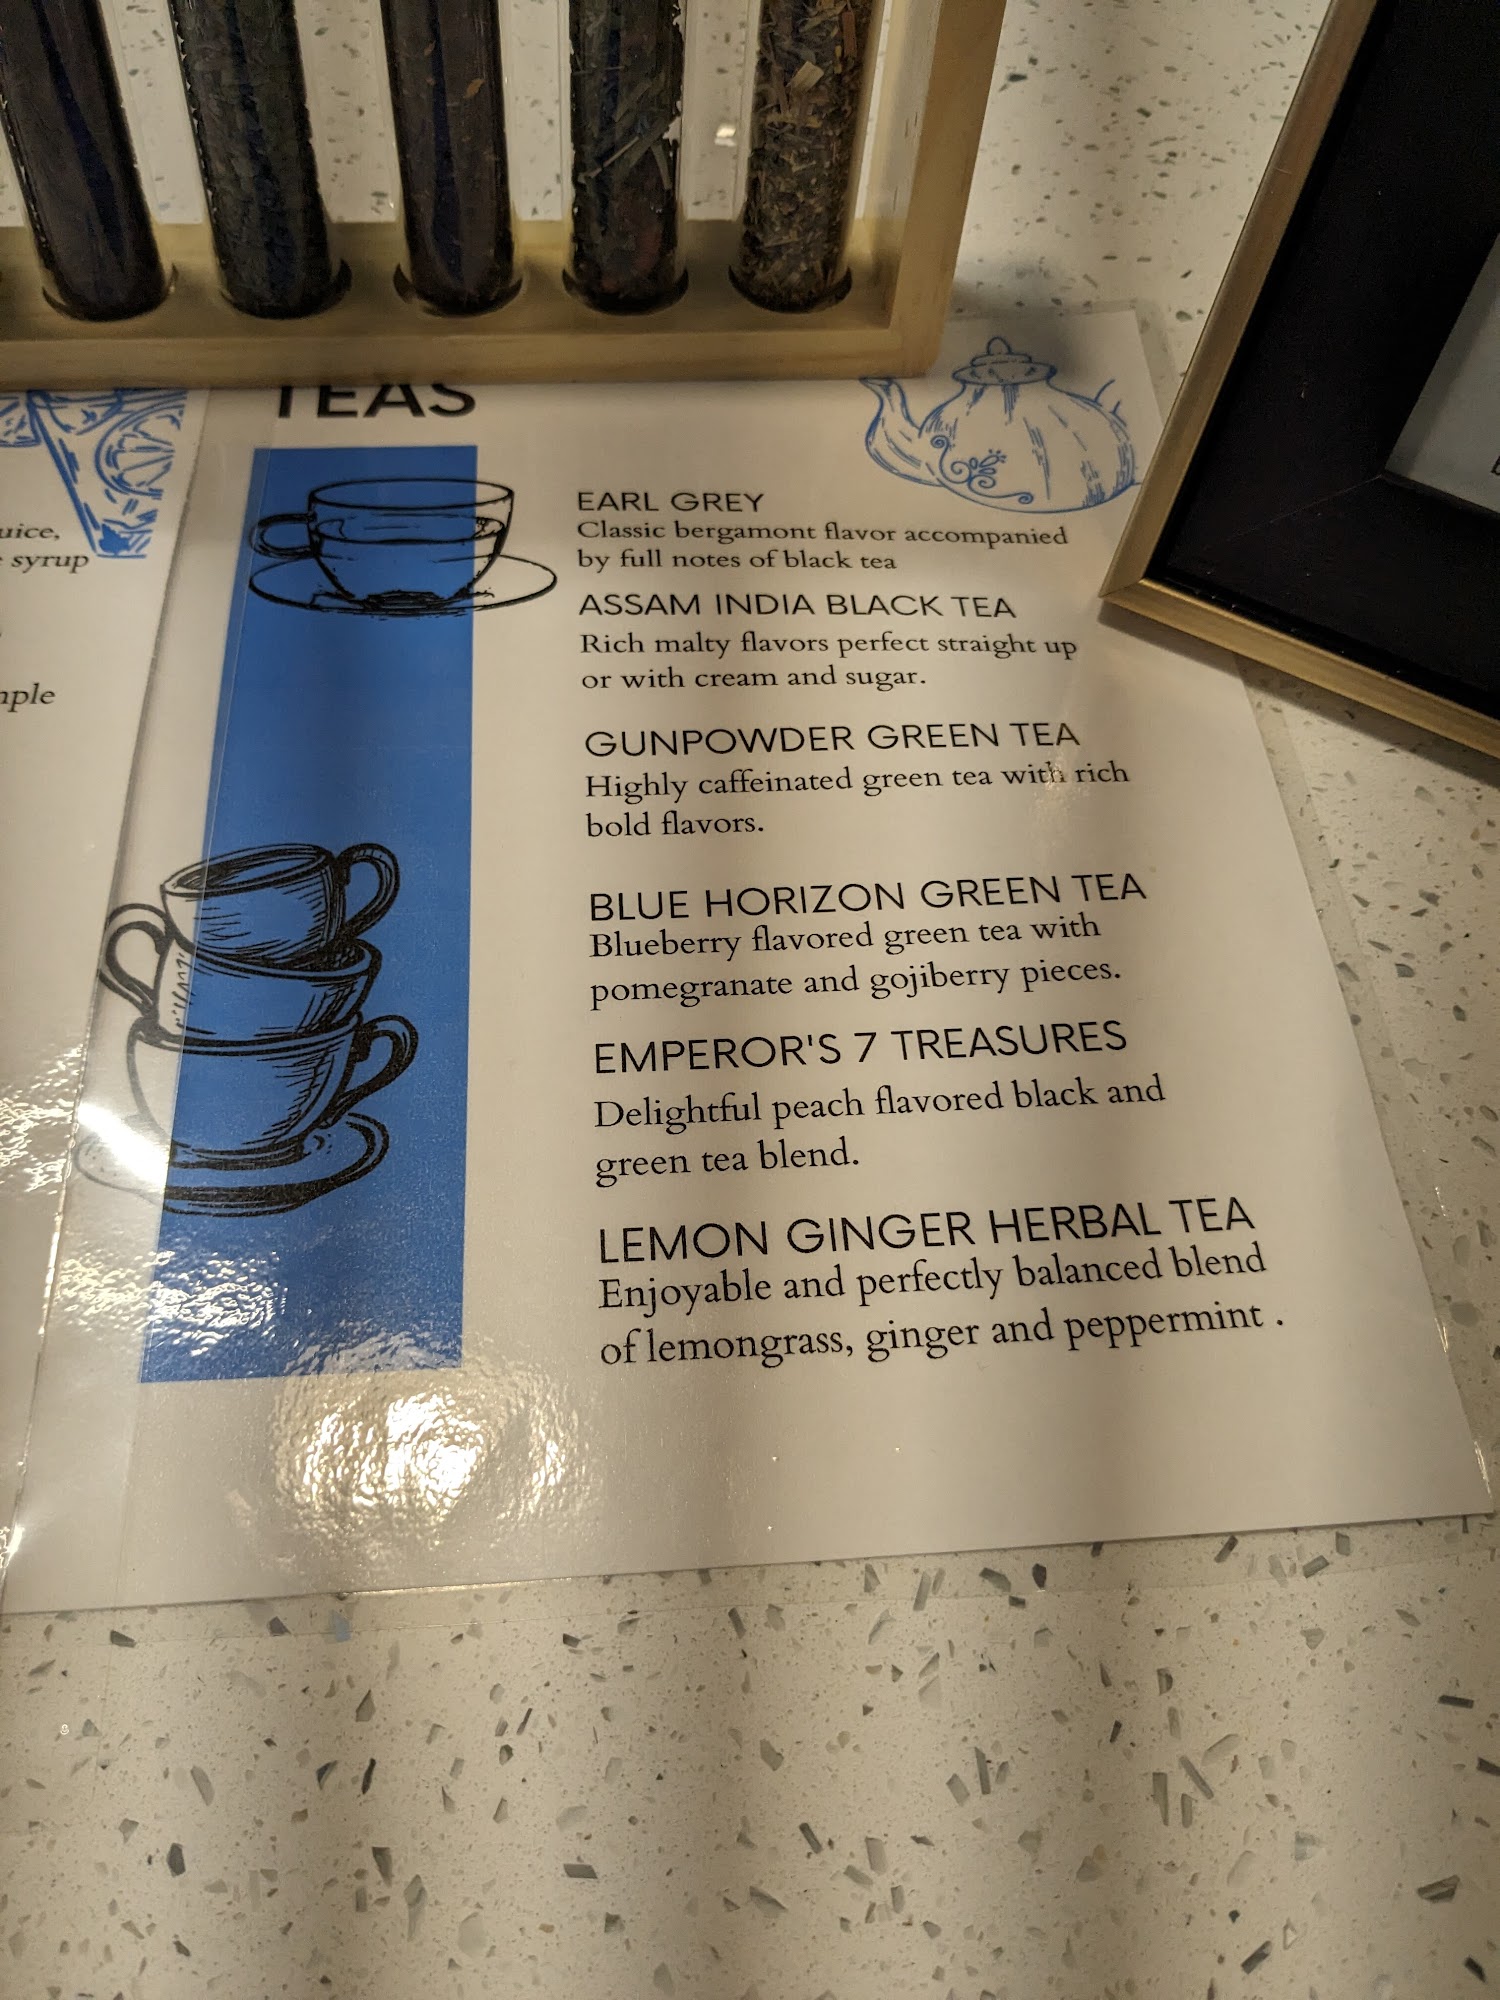 TEAS
EARL GREY
Classic bergamont flavor accompanied
by full notes of black tea
ASSAM INDIA BLACK TEA
Rich malty flavors perfect straight up
or with cream and sugar.
GUNPOWDER GREEN TEA
Highly caffeinated green tea with rich
bold flavors.
BLUE HORIZON GREEN TEA
Blueberry flavored green tea with
pomegranate and gojiberry pieces.
EMPEROR'S 7 TREASURES
Delightful peach flavored black and
green tea blend.
LEMON GINGER HERBAL TEA
Enjoyable and perfectly balanced blend
of lemongrass, ginger and peppermint .
syrup